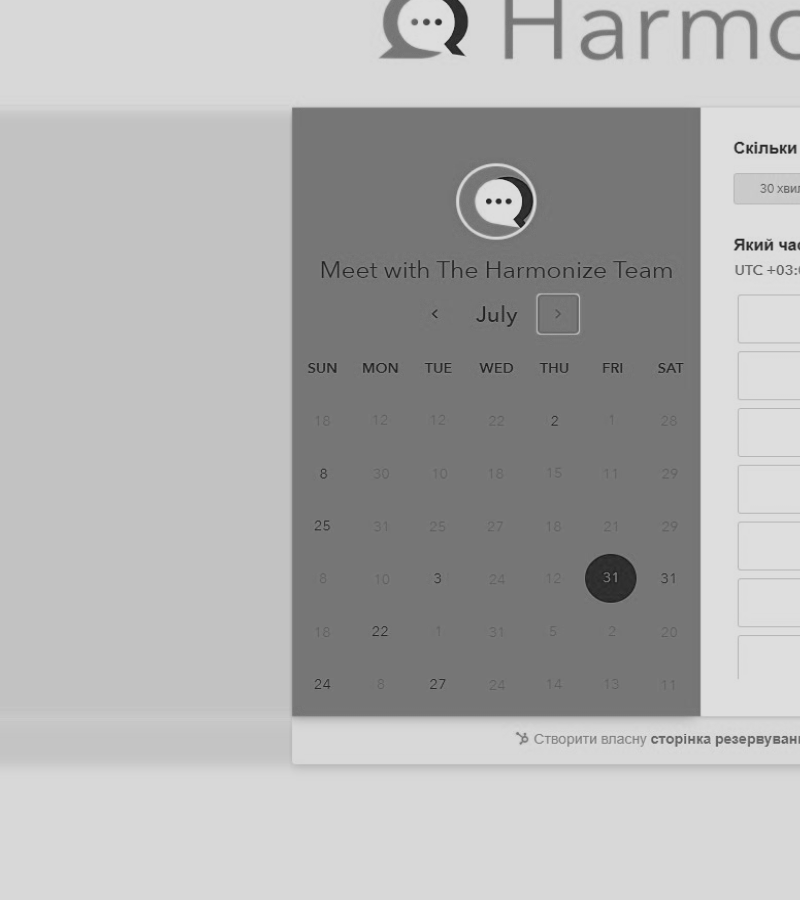 Harmo
Meet with The Harmonize Team
July
SUN MON TUE WED THU FRI SAT
18 12 12 22 2 1 28
8 30 10 18 15 11 29
25 31 25 27 18 21 29
8 10 3 24 12 31 31
18 22 1 31 5 2 20
24 8 27 24 14 13 11
Скільки
30 хвил
Який час
UTC +03:0
Створити власну сторінка резервуван